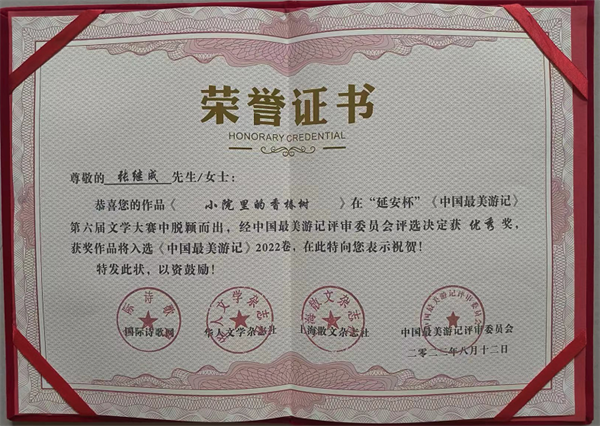 荣誉证书
HONORARY CREDENTIAL
尊敬的 张继成 先生/女士：
恭喜您的作品《 小院里的香椿树 》在“延安杯”《中国最美游记》
第六届文学大赛中脱颖而出，经中国最美游记评审委员会评选决定获 优秀 奖，
获奖作品将入选《中国最美游记》2022卷，在此特向您表示祝贺！
特发此状，以资鼓励！
国际诗歌网 华人文学杂志社 上海散文杂志社 中国最美游记评审委员会
二零二二年八月十二日